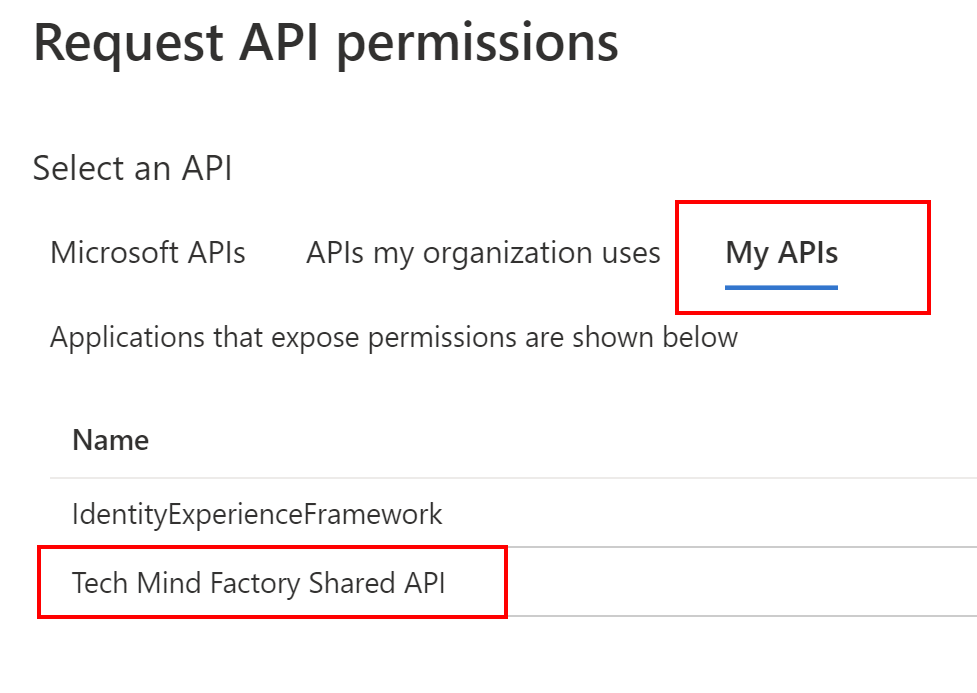 Request API permissions
Select an API
Microsoft APIs APIs my organization uses My APIs
Applications that expose permissions are shown below
Name
IdentityExperienceFramework
Tech Mind Factory Shared API